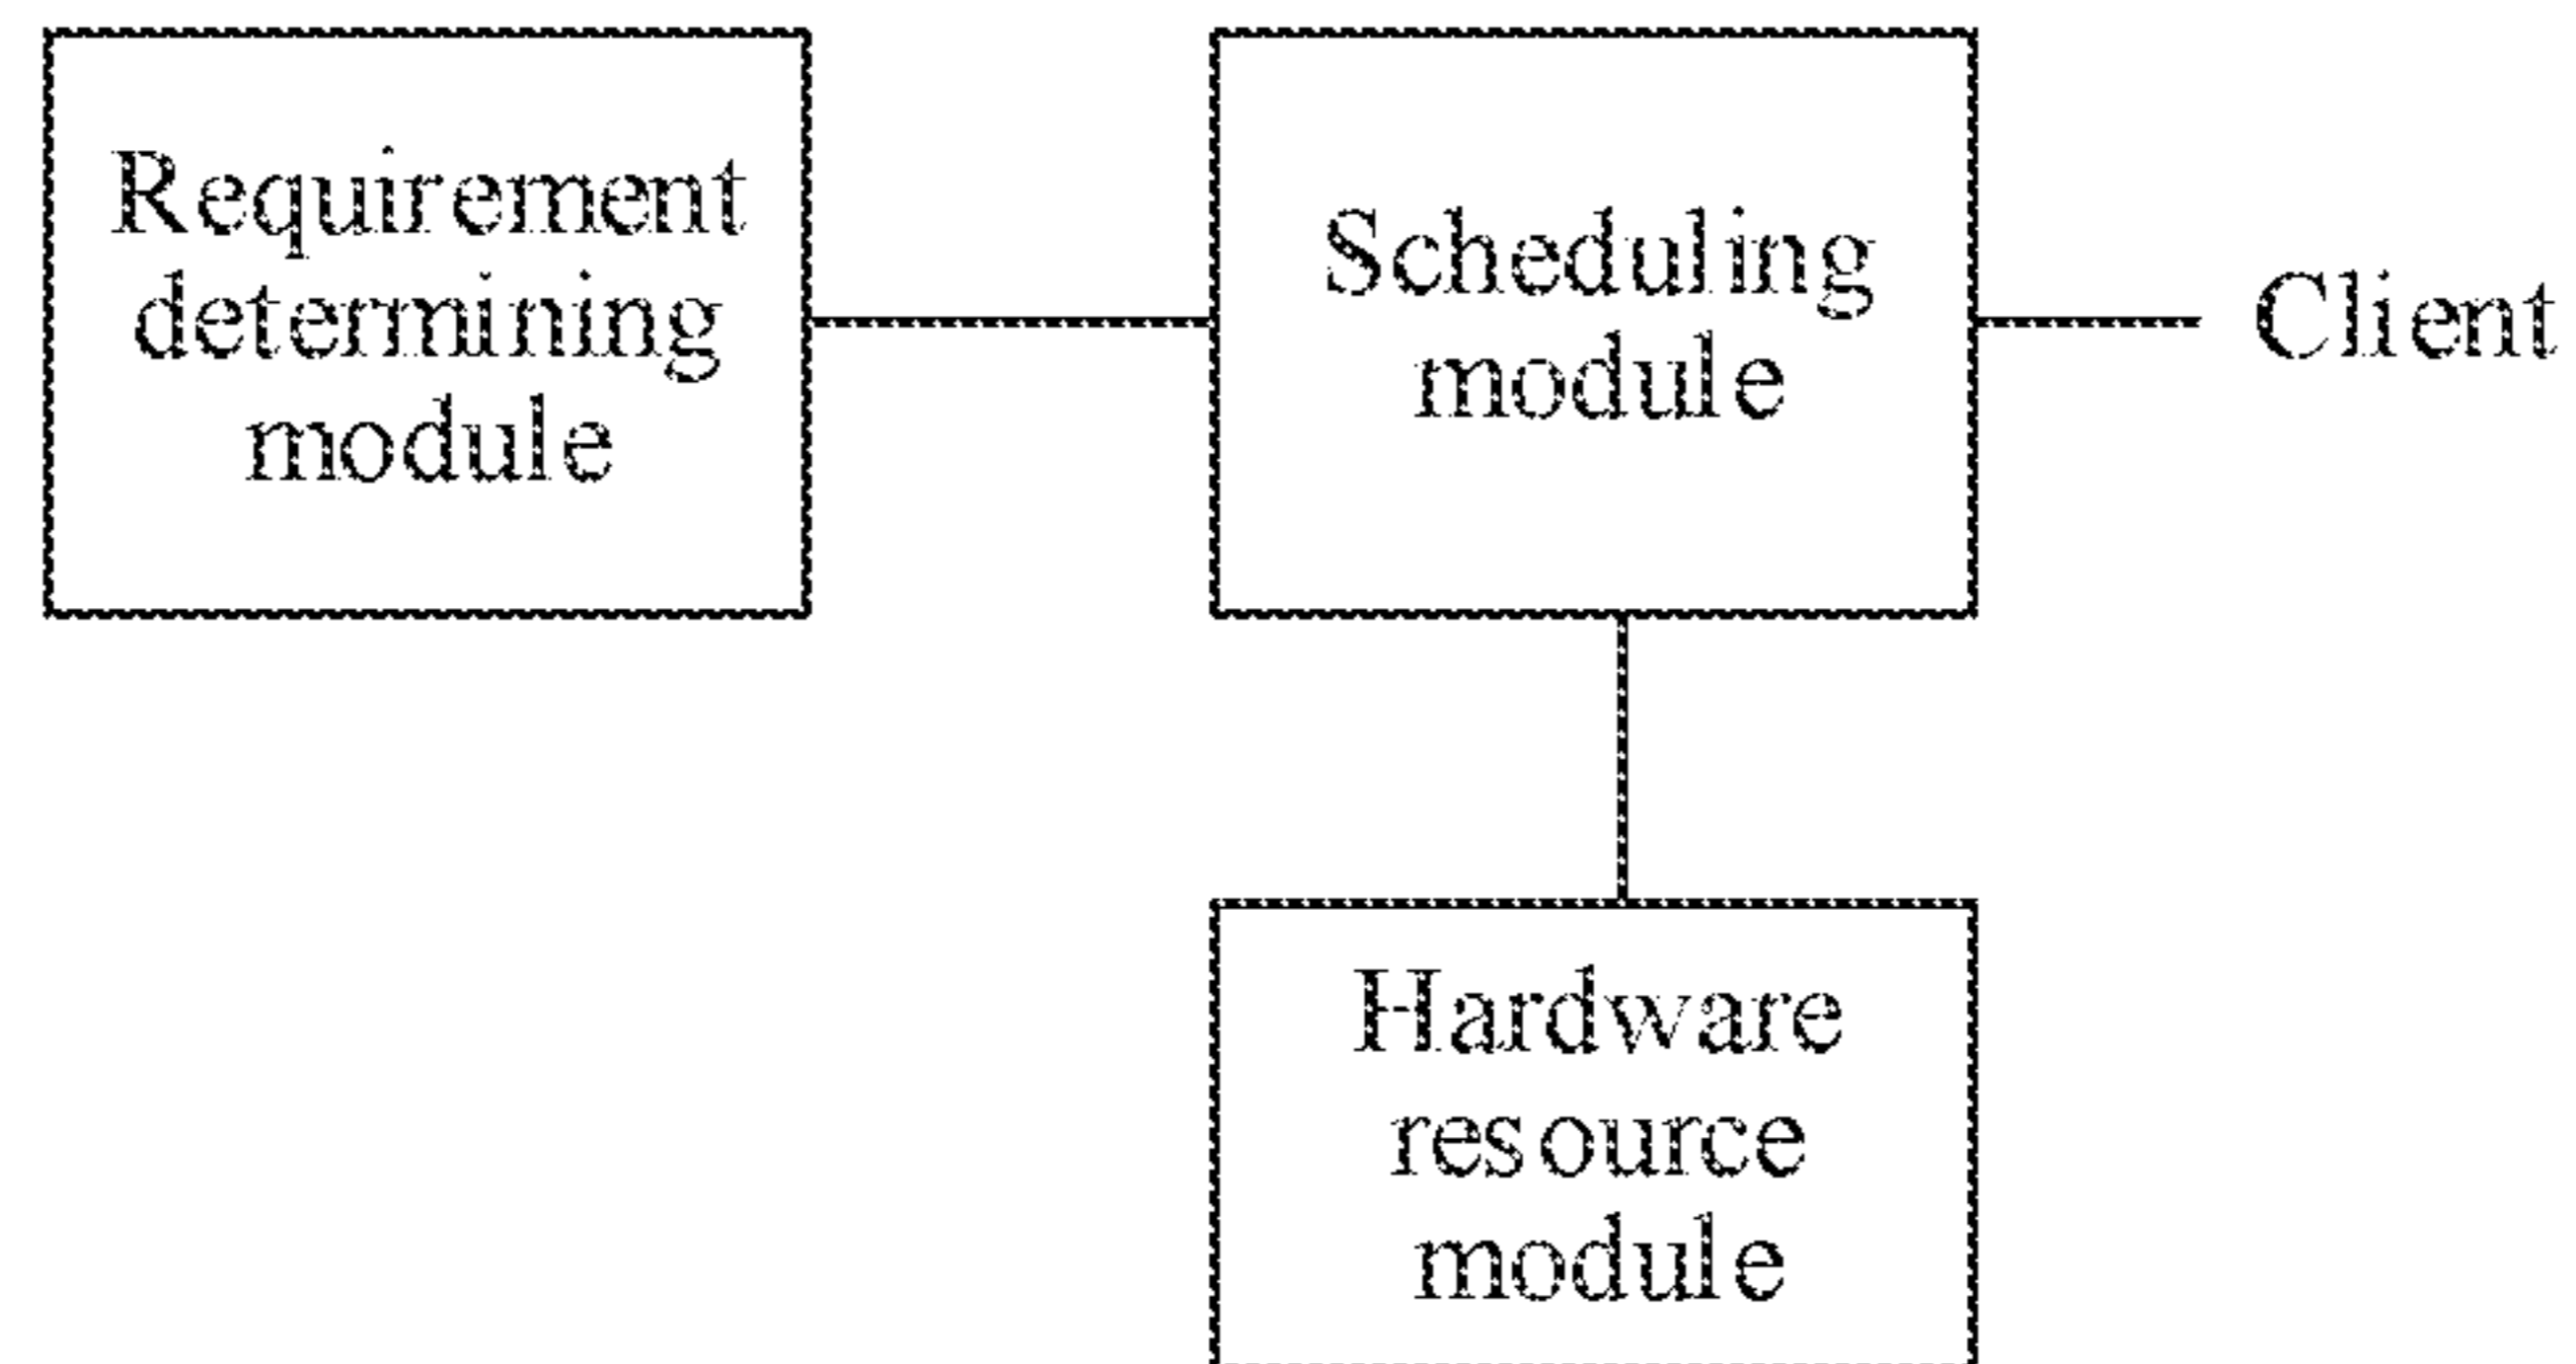 Requirement
determining
module
Scheduling
module
Client
Hardware
resource
module